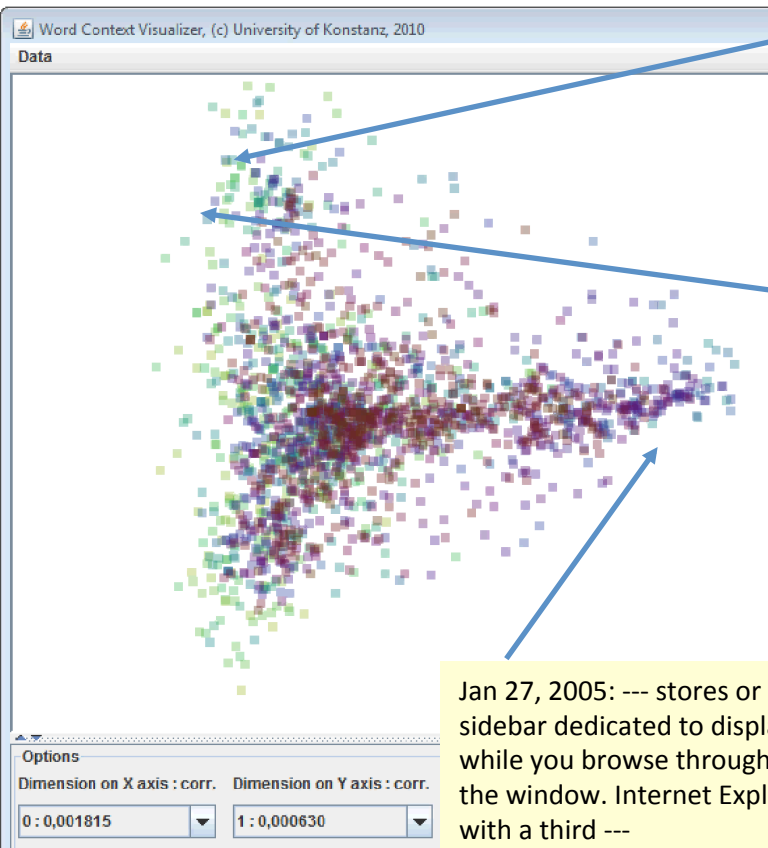 Word Context Visualizer, (c) University of Konstanz, 2010
Data
Jan 27, 2005: --- stores or
sidebar dedicated to displa
while you browse through
the window. Internet Expl
with a third ---
Options
Dimension on X axis : corr. Dimension on Y axis : corr.
0 : 0,001815 1 : 0,000630